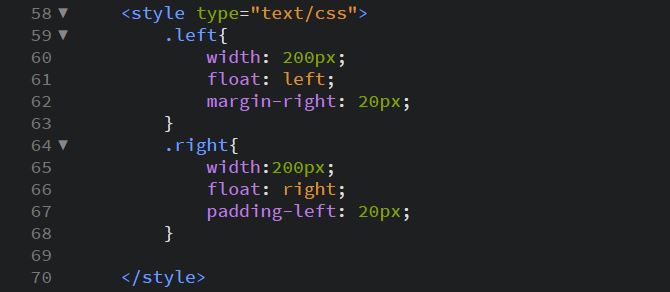 58 ▼ <style type="text/css">
59 ▼ .left{
60 width: 200px;
61 float: left;
62 margin-right: 20px;
63 }
64 ▼ .right{
65 width:200px;
66 float: right;
67 padding-left: 20px;
68 }
69
70 </style>